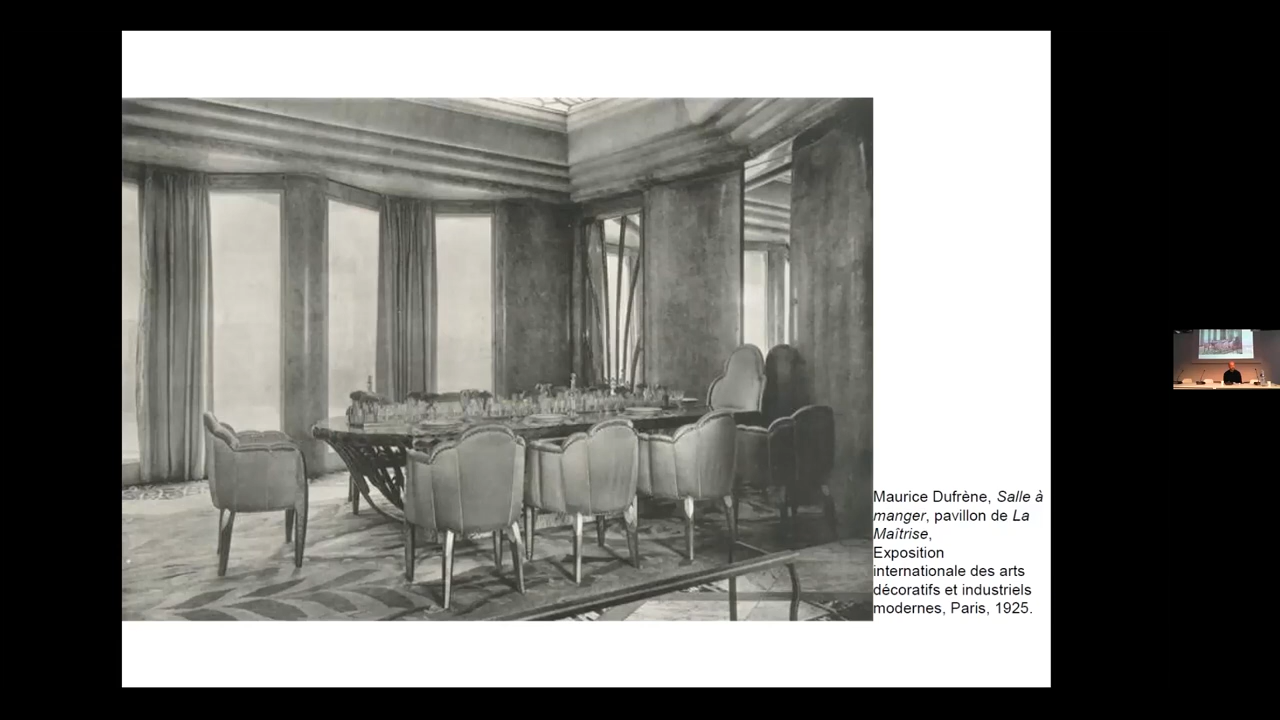 Maurice Dufrène, Salle à
manger, pavillon de La
Maîtrise,
Exposition
internationale des arts
décoratifs et industriels
modernes, Paris, 1925.